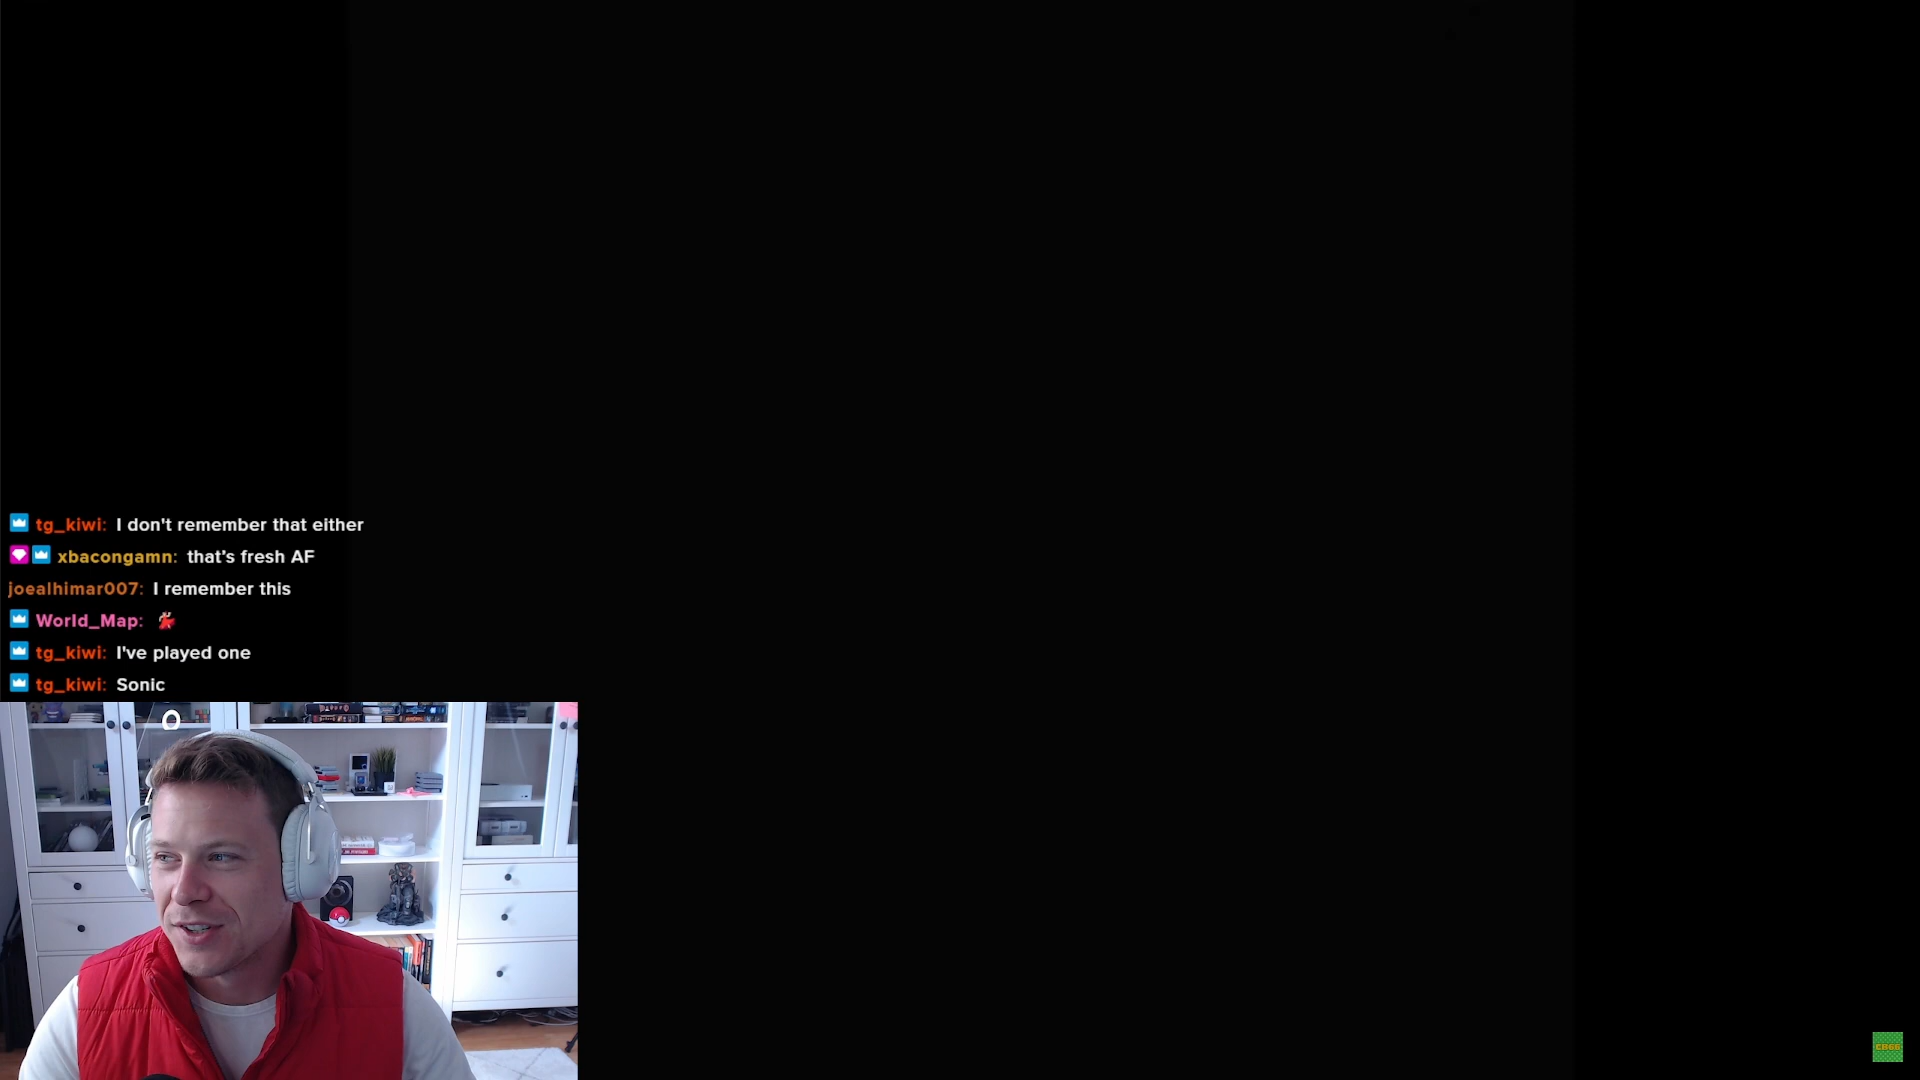 tg_kiwi: I don't remember that either
xbacongamn: that's fresh AF
joealhimar007: I remember this
World_Map:
tg_kiwi: I've played one
tg_kiwi: Sonic
0